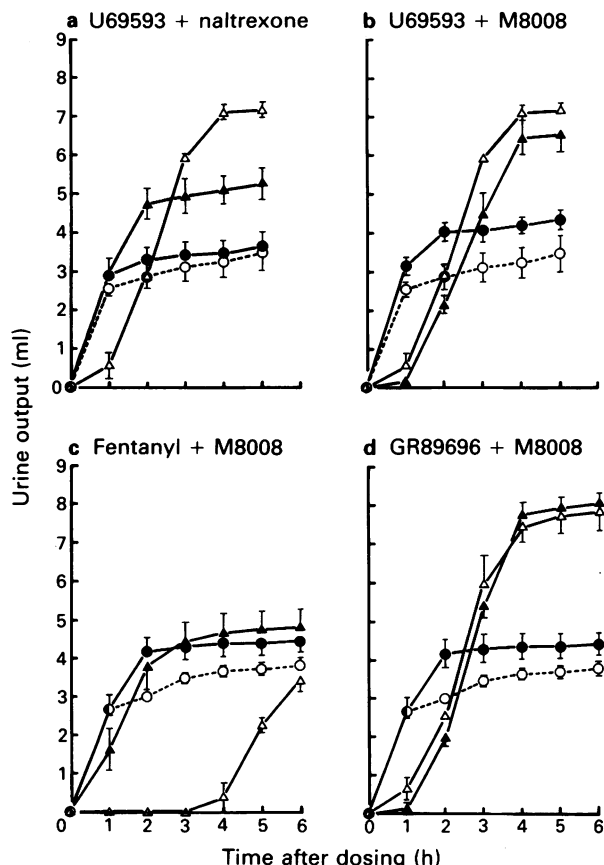 a U69593 + naltrexone
b U69593 + M8008
9
8
7
6
5
4
3
2
1
0
Urine output (ml)
c Fentanyl + M8008
d GR89696 + M8008
9
8
7
6
5
4
3
2
1
0 1 2 3 4 5 6
0 1 2 3 4 5 6
Time after dosing (h)